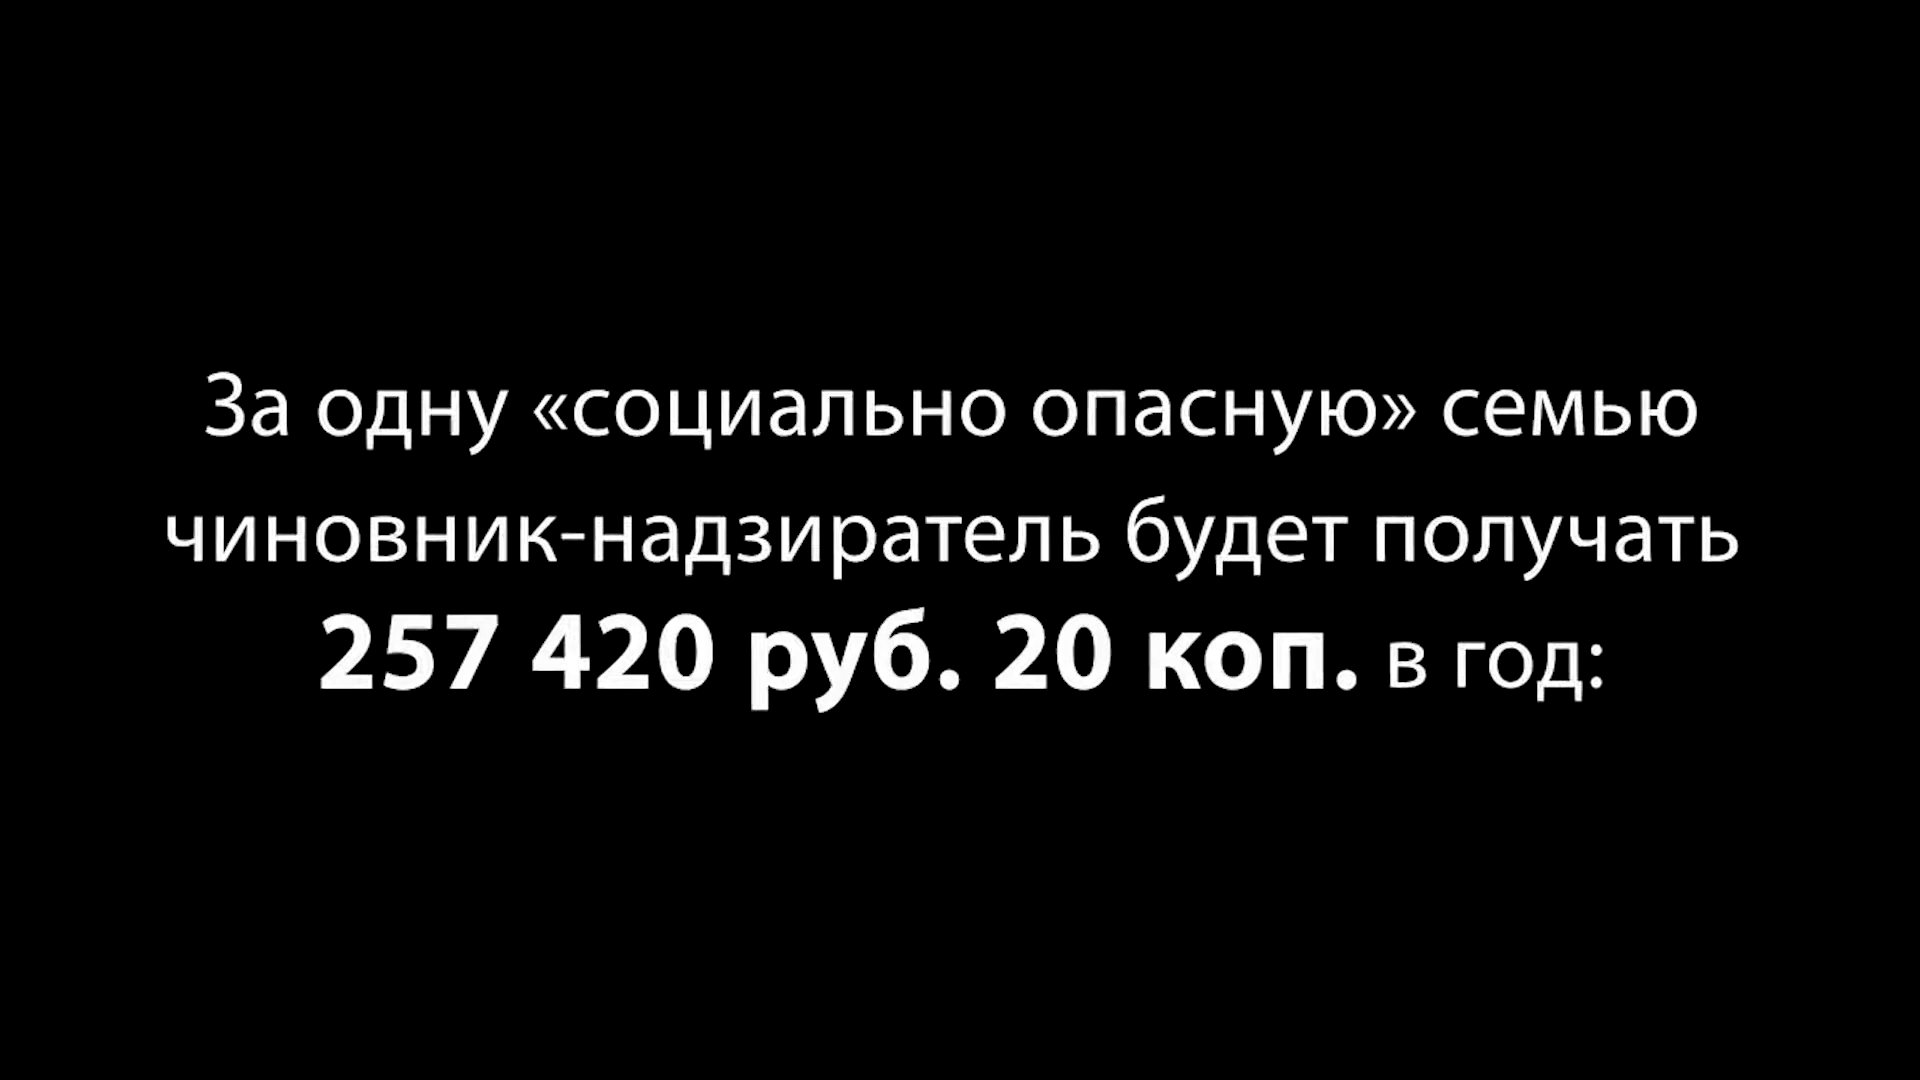 За одну «социально опасную» семью
чиновник-надзиратель будет получать
257 420 руб. 20 коп. в год: